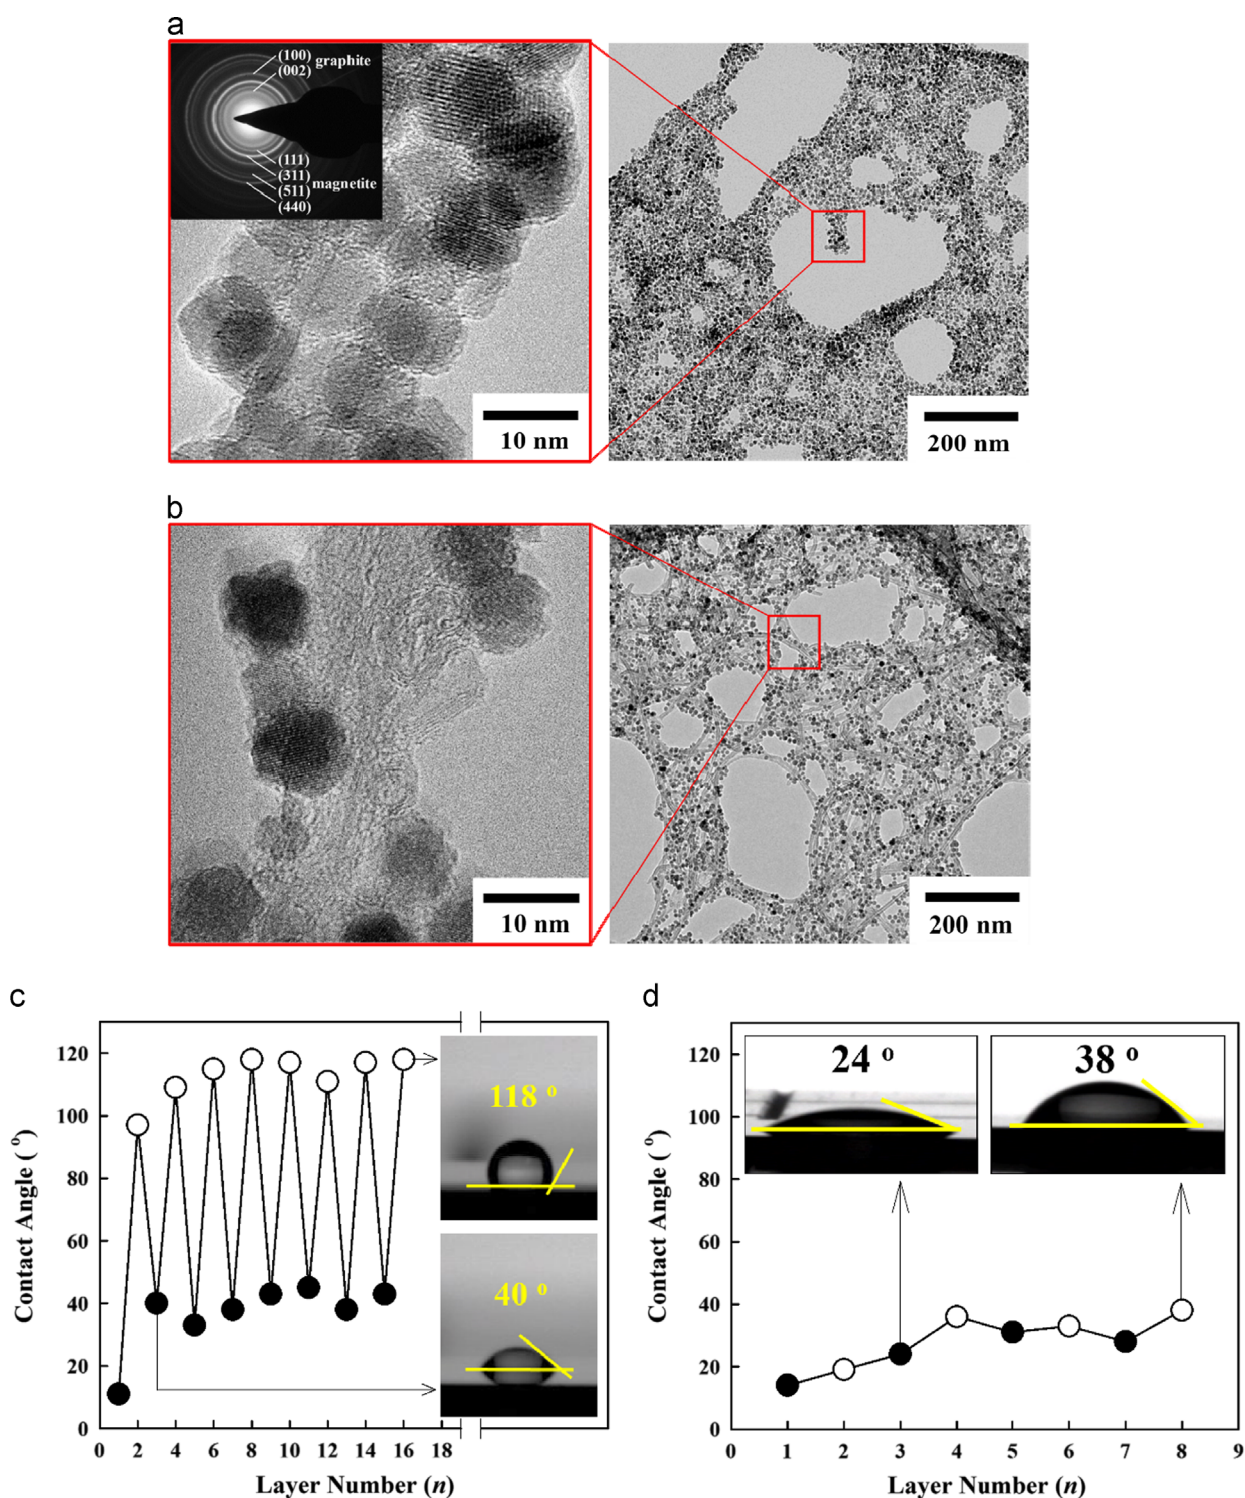 a
(100) graphite
(002)
(111)
(311)
(511) magnetite
(440)
10 nm
200 nm
b
10 nm
200 nm
c
120
100
80
60
40
20
0
Contact Angle ( °)
0 2 4 6 8 10 12 14 16 18
Layer Number (n)
118 °
40 °
d
120
100
80
60
40
20
0
Contact Angle ( °)
0 1 2 3 4 5 6 7 8 9
Layer Number (n)
24 °
38 °